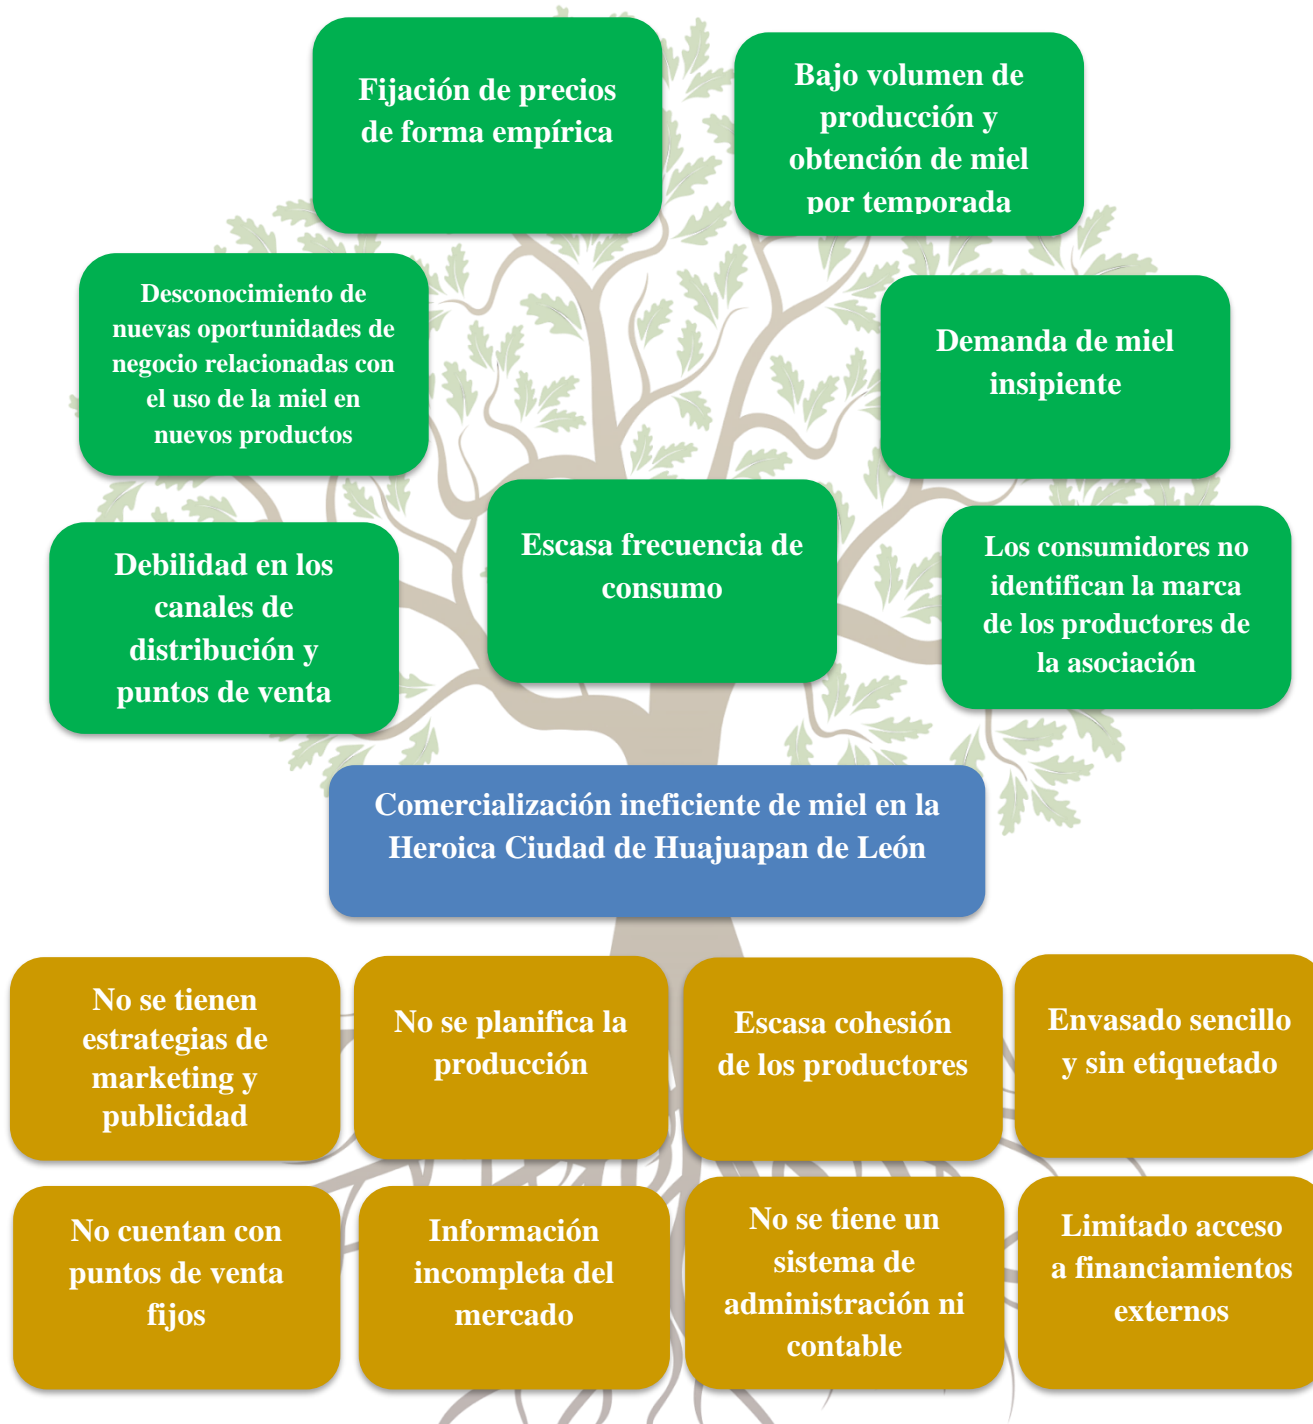 Fijación de precios
de forma empírica
Bajo volumen de
producción y
obtención de miel
por temporada
Desconocimiento de
nuevas oportunidades de
negocio relacionadas con
el uso de la miel en
nuevos productos
Demanda de miel
insipiente
Debilidad en los
canales de
distribución y
puntos de venta
Escasa frecuencia de
consumo
Los consumidores no
identifican la marca
de los productores de
la asociación
Comercialización ineficiente de miel en la
Heroica Ciudad de Huajuapan de León
No se tienen
estrategias de
marketing y
publicidad
No se planifica la
producción
Escasa cohesión
de los productores
Envasado sencillo
y sin etiquetado
No cuentan con
puntos de venta
fijos
Información
incompleta del
mercado
No se tiene un
sistema de
administración ni
contable
Limitado acceso
a financiamientos
externos